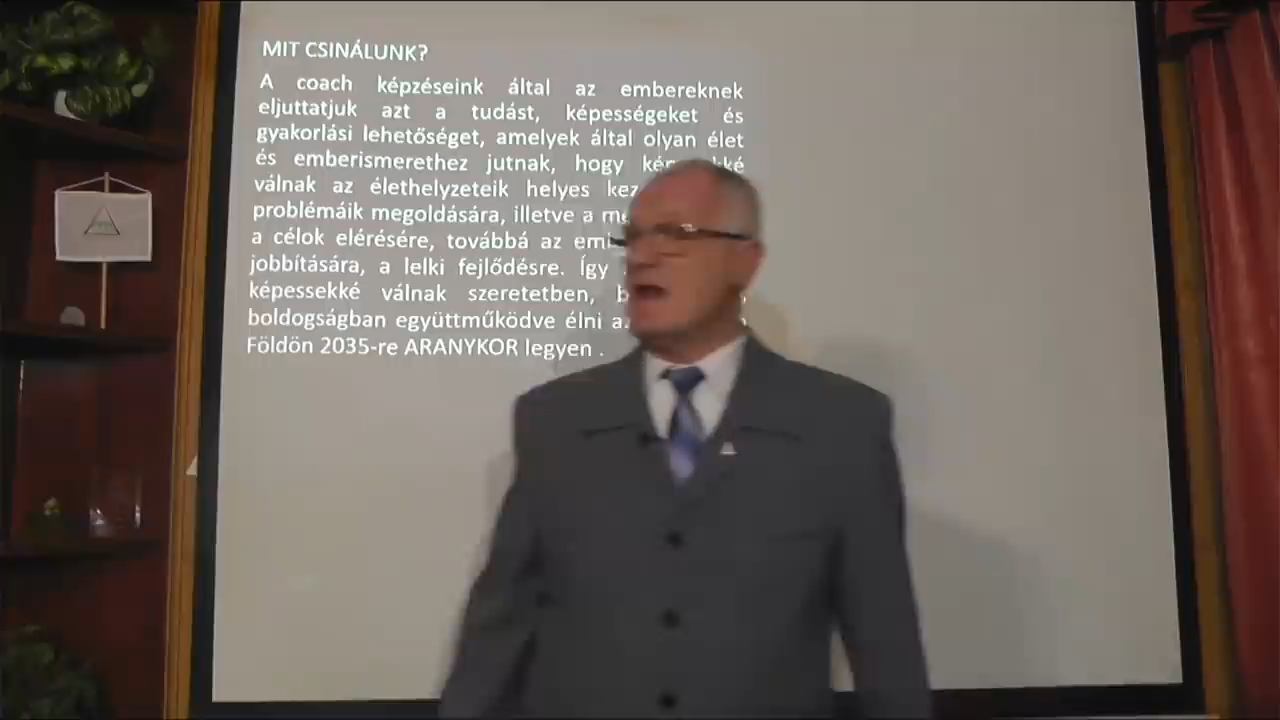 MIT CSINÁLUNK?
A coach képzéseink által az embereknek
eljuttatjuk azt a tudást, képességeket és
gyakorlási lehetőséget, amelyek által olyan élet
és emberismerethez jutnak, hogy
válnak az élethelyzeteik helyes
problémáik megoldására, illetve a
a célok elérésére, továbbá az
jobbítására, a lelki fejlődésre. Így
képessekké válnak szeretetben,
boldogságban együttműködve élni
Földön 2035-re ARANYKOR legyen .